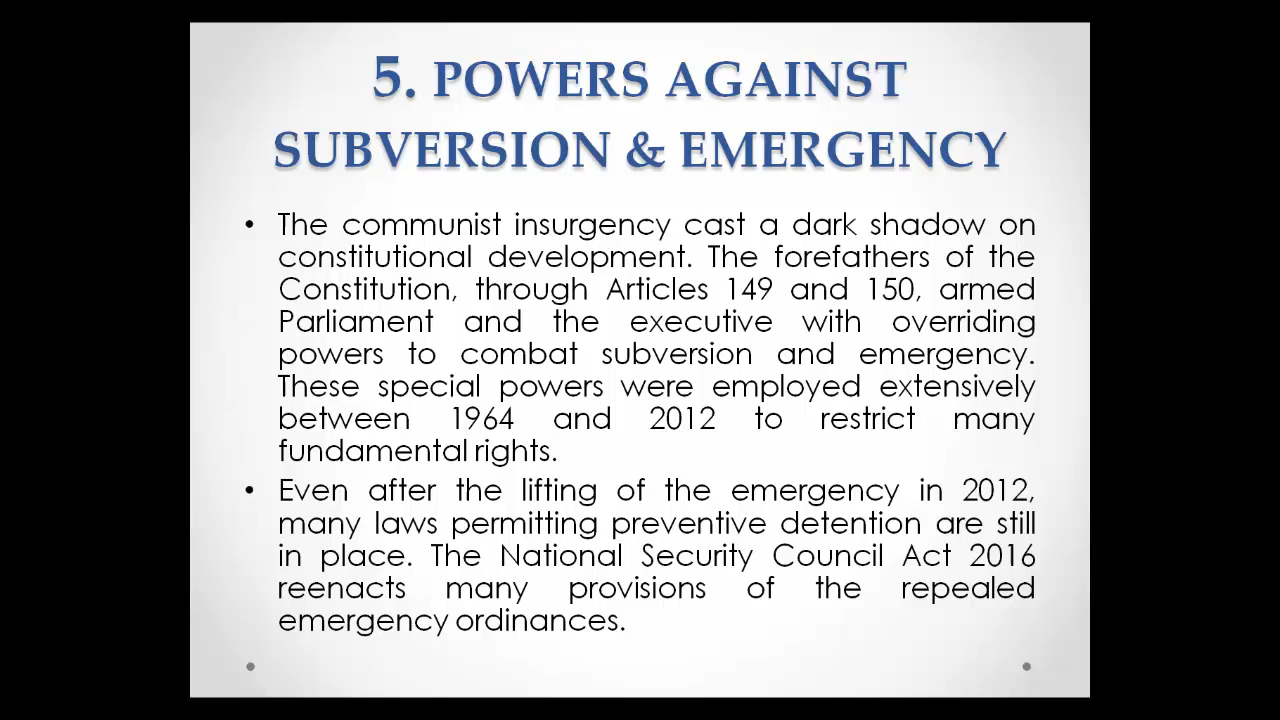 5. POWERS AGAINST
SUBVERSION & EMERGENCY
• The communist insurgency cast a dark shadow on
constitutional development. The forefathers of the
Constitution, through Articles 149 and 150, armed
Parliament and the executive with overriding
powers to combat subversion and emergency.
These special powers were employed extensively
between 1964 and 2012 to restrict many
fundamental rights.
• Even after the lifting of the emergency in 2012,
many laws permitting preventive detention are still
in place. The National Security Council Act 2016
reenacts many provisions of the repealed
emergency ordinances.